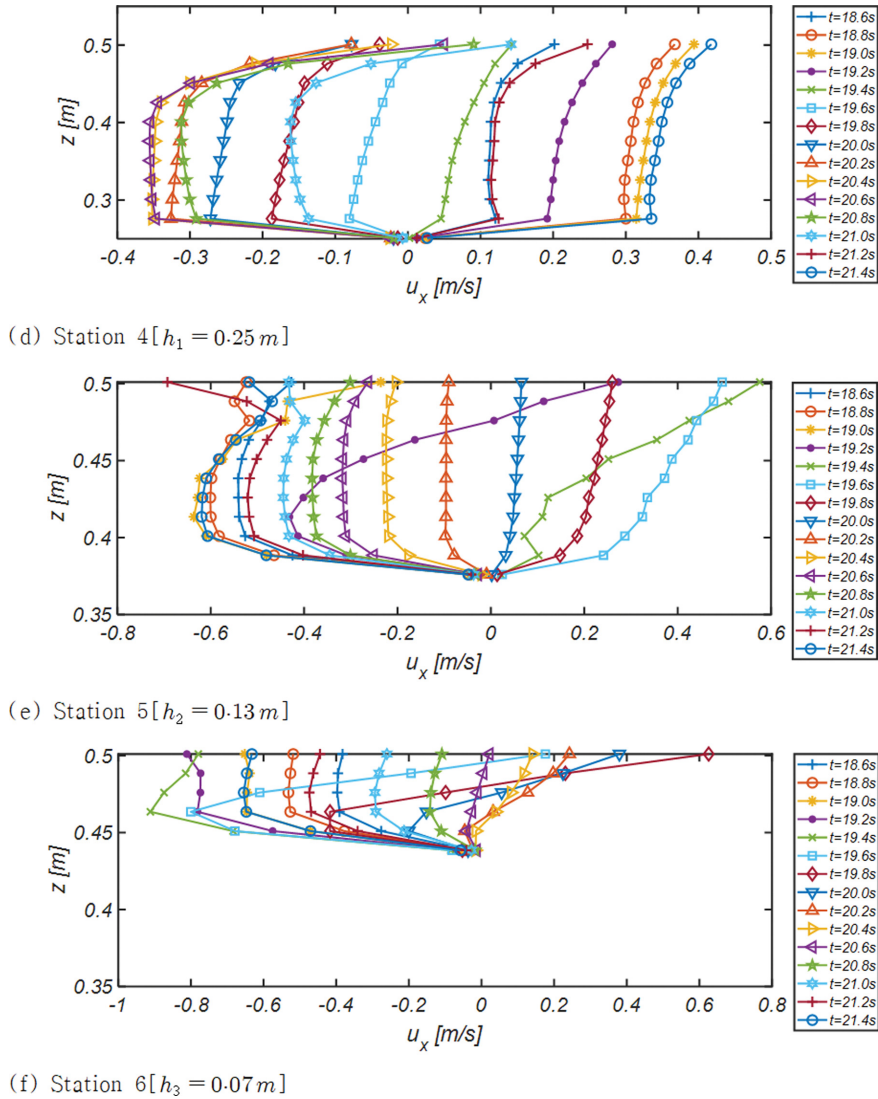 0.5
0.4
0.3
z [m]
-0.4 -0.3 -0.2 -0.1 0 0.1 0.2 0.3 0.4 0.5
u_x [m/s]
t=18.6s
t=18.8s
t=19.0s
t=19.2s
t=19.4s
t=19.6s
t=19.8s
t=20.0s
t=20.2s
t=20.4s
t=20.6s
t=20.8s
t=21.0s
t=21.2s
t=21.4s
(d) Station 4[h₁ = 0.25 m]
0.5
0.45
0.4
0.35
z [m]
-0.8 -0.6 -0.4 -0.2 0 0.2 0.4 0.6
u_x [m/s]
t=18.6s
t=18.8s
t=19.0s
t=19.2s
t=19.4s
t=19.6s
t=19.8s
t=20.0s
t=20.2s
t=20.4s
t=20.6s
t=20.8s
t=21.0s
t=21.2s
t=21.4s
(e) Station 5[h₂ = 0.13 m]
0.5
0.45
0.4
0.35
z [m]
-1 -0.8 -0.6 -0.4 -0.2 0 0.2 0.4 0.6 0.8
u_x [m/s]
t=18.6s
t=18.8s
t=19.0s
t=19.2s
t=19.4s
t=19.6s
t=19.8s
t=20.0s
t=20.2s
t=20.4s
t=20.6s
t=20.8s
t=21.0s
t=21.2s
t=21.4s
(f) Station 6[h₃ = 0.07 m]